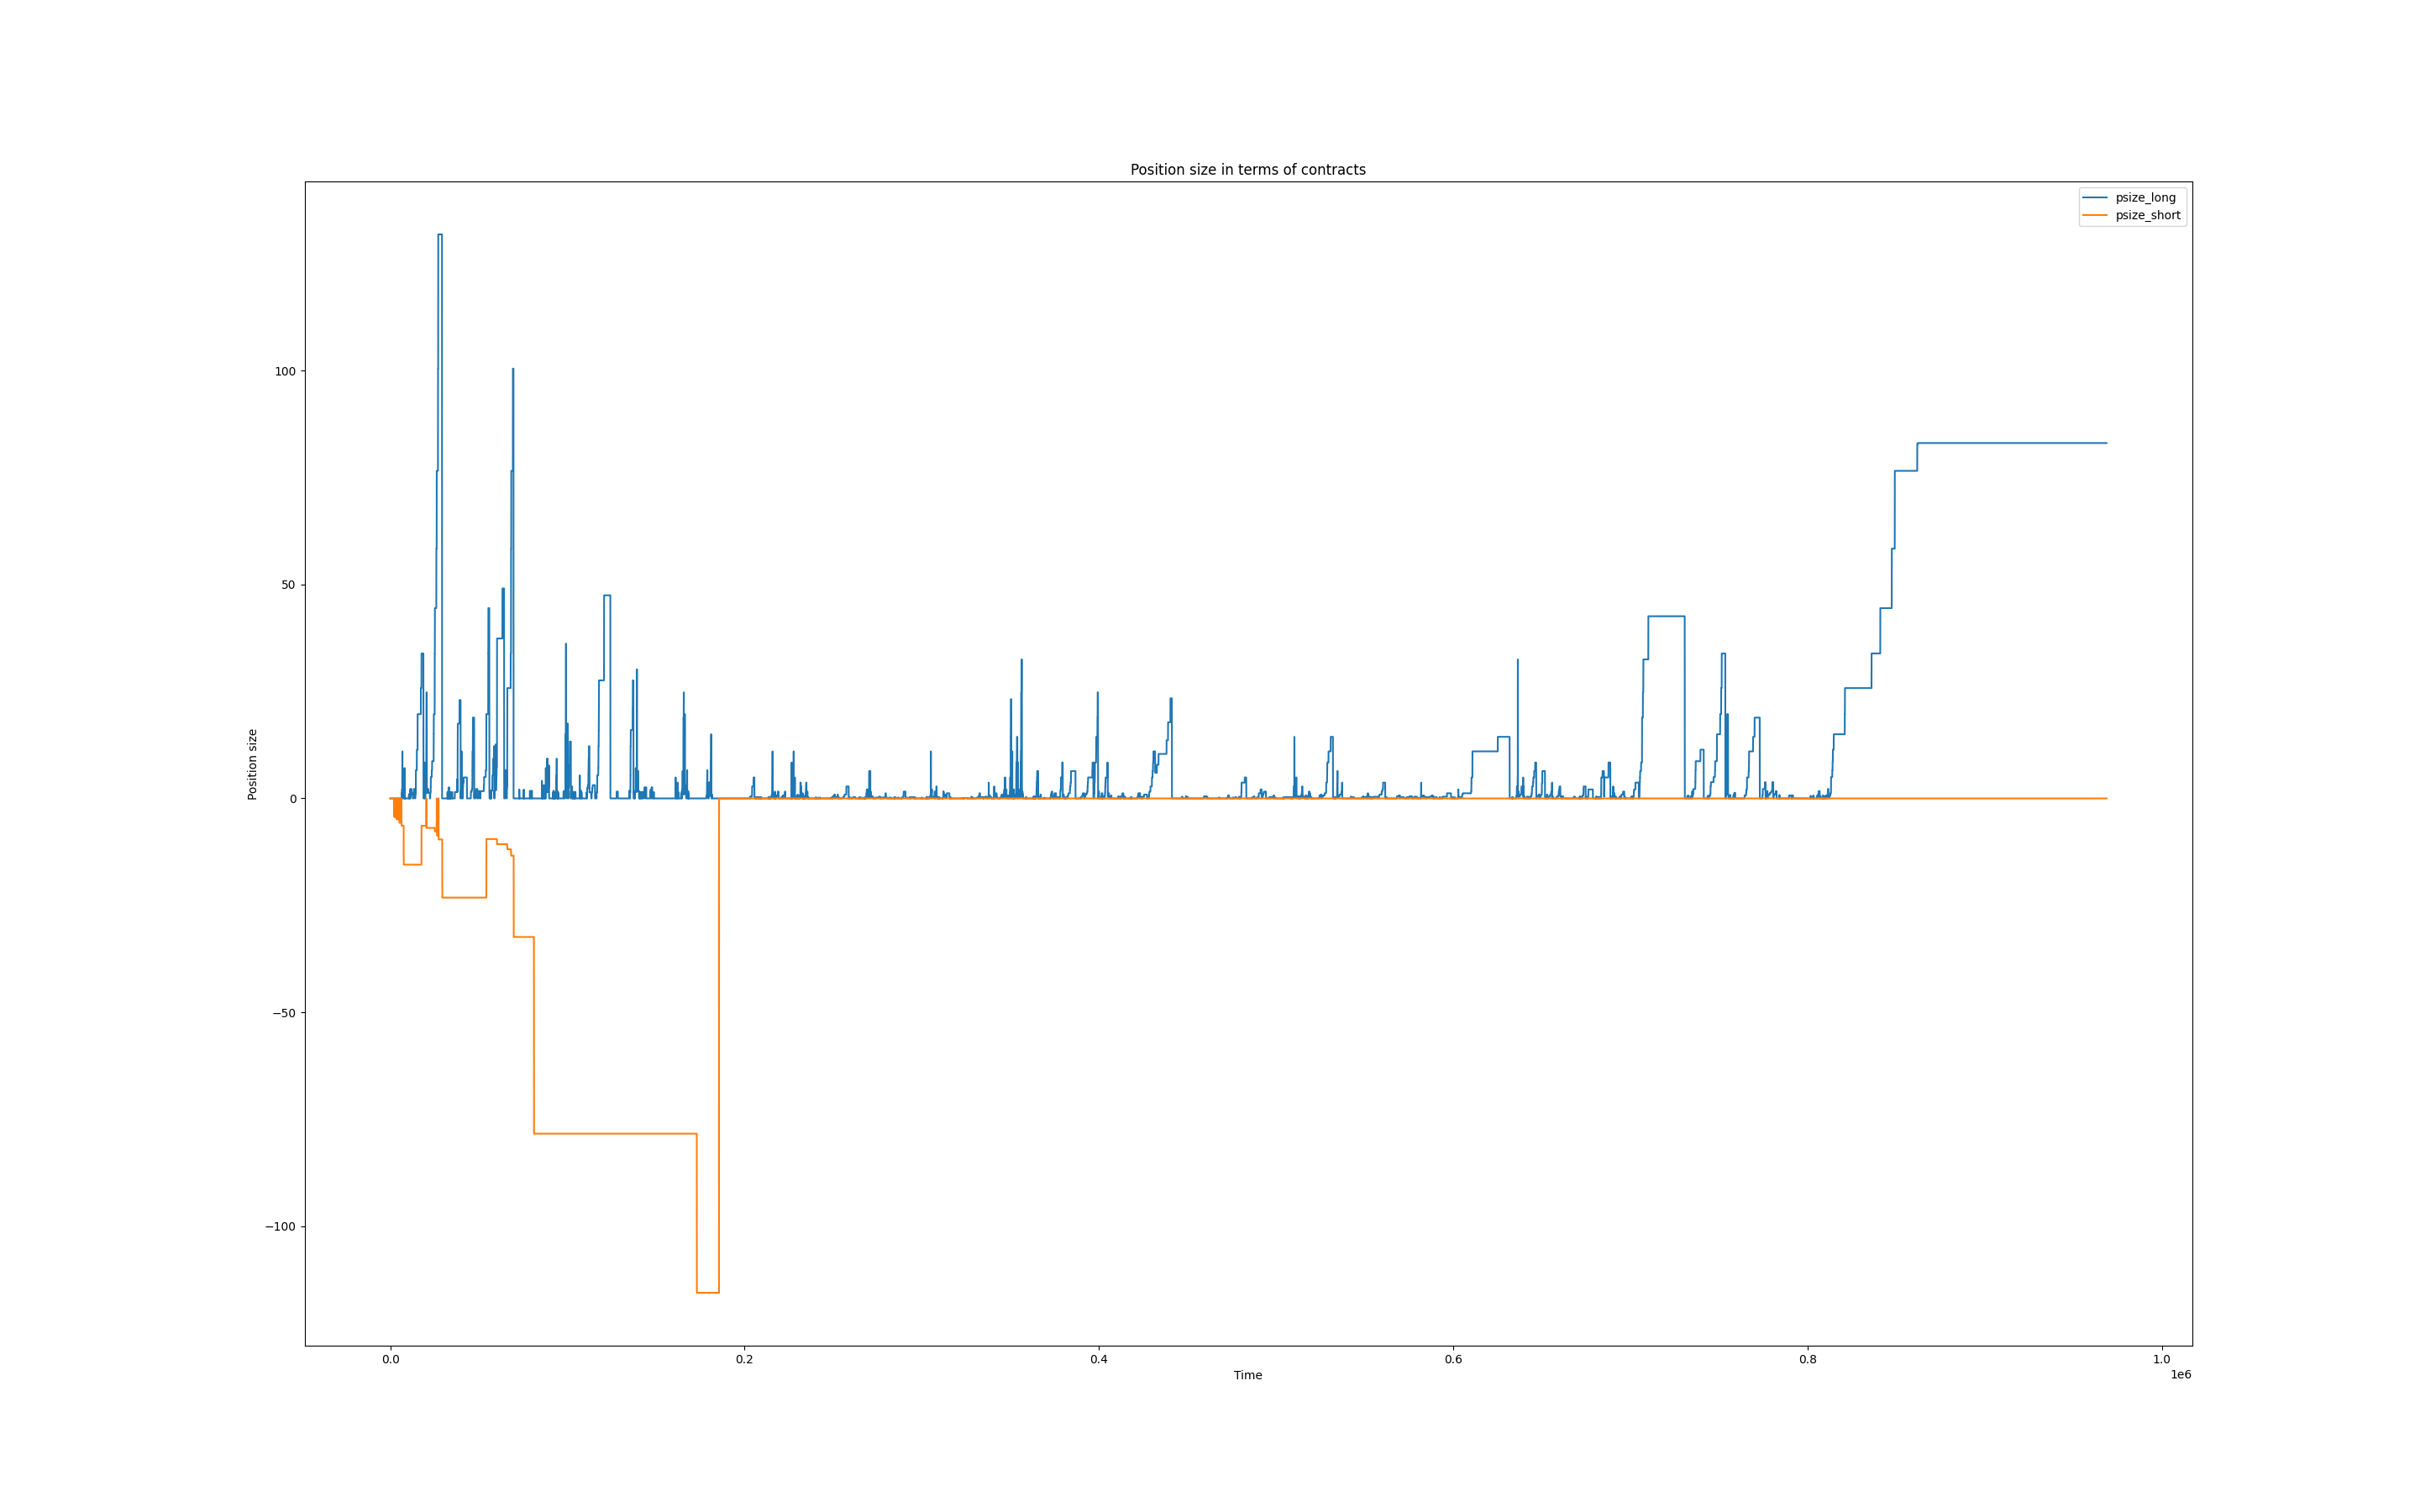 Position size in terms of contracts
psize_long
psize_short
100
50
0
−50
−100
Position size
0.0
0.2
0.4
0.6
0.8
1.0
1e6
Time